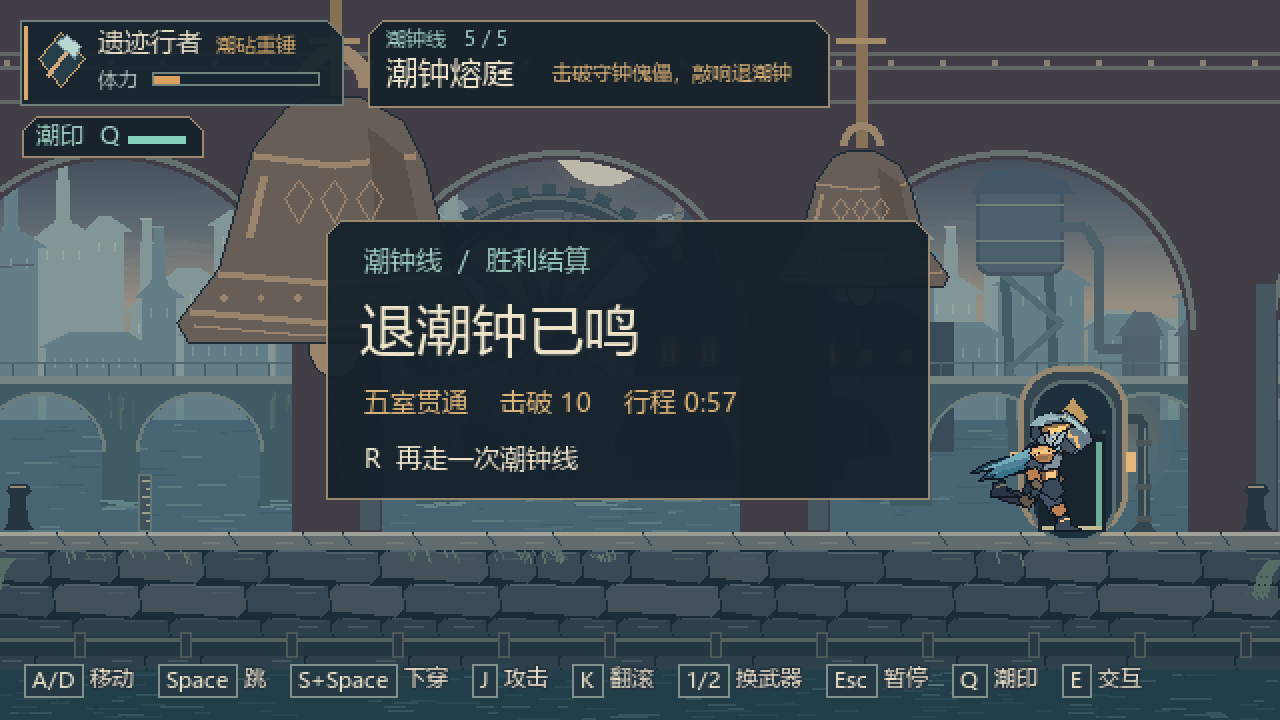 遗迹行者 潮砧重锤
体力
潮钟线 5/5
潮钟熔庭 击破守钟傀儡，敲响退潮钟
潮印 Q
潮钟线 / 胜利结算
退潮钟已鸣
五室贯通 击破 10 行程 0:57
R 再走一次潮钟线
A/D 移动 Space 跳 S+Space 下穿 J 攻击 K 翻滚 1/2 换武器 Esc 暂停 Q 潮印 E 交互